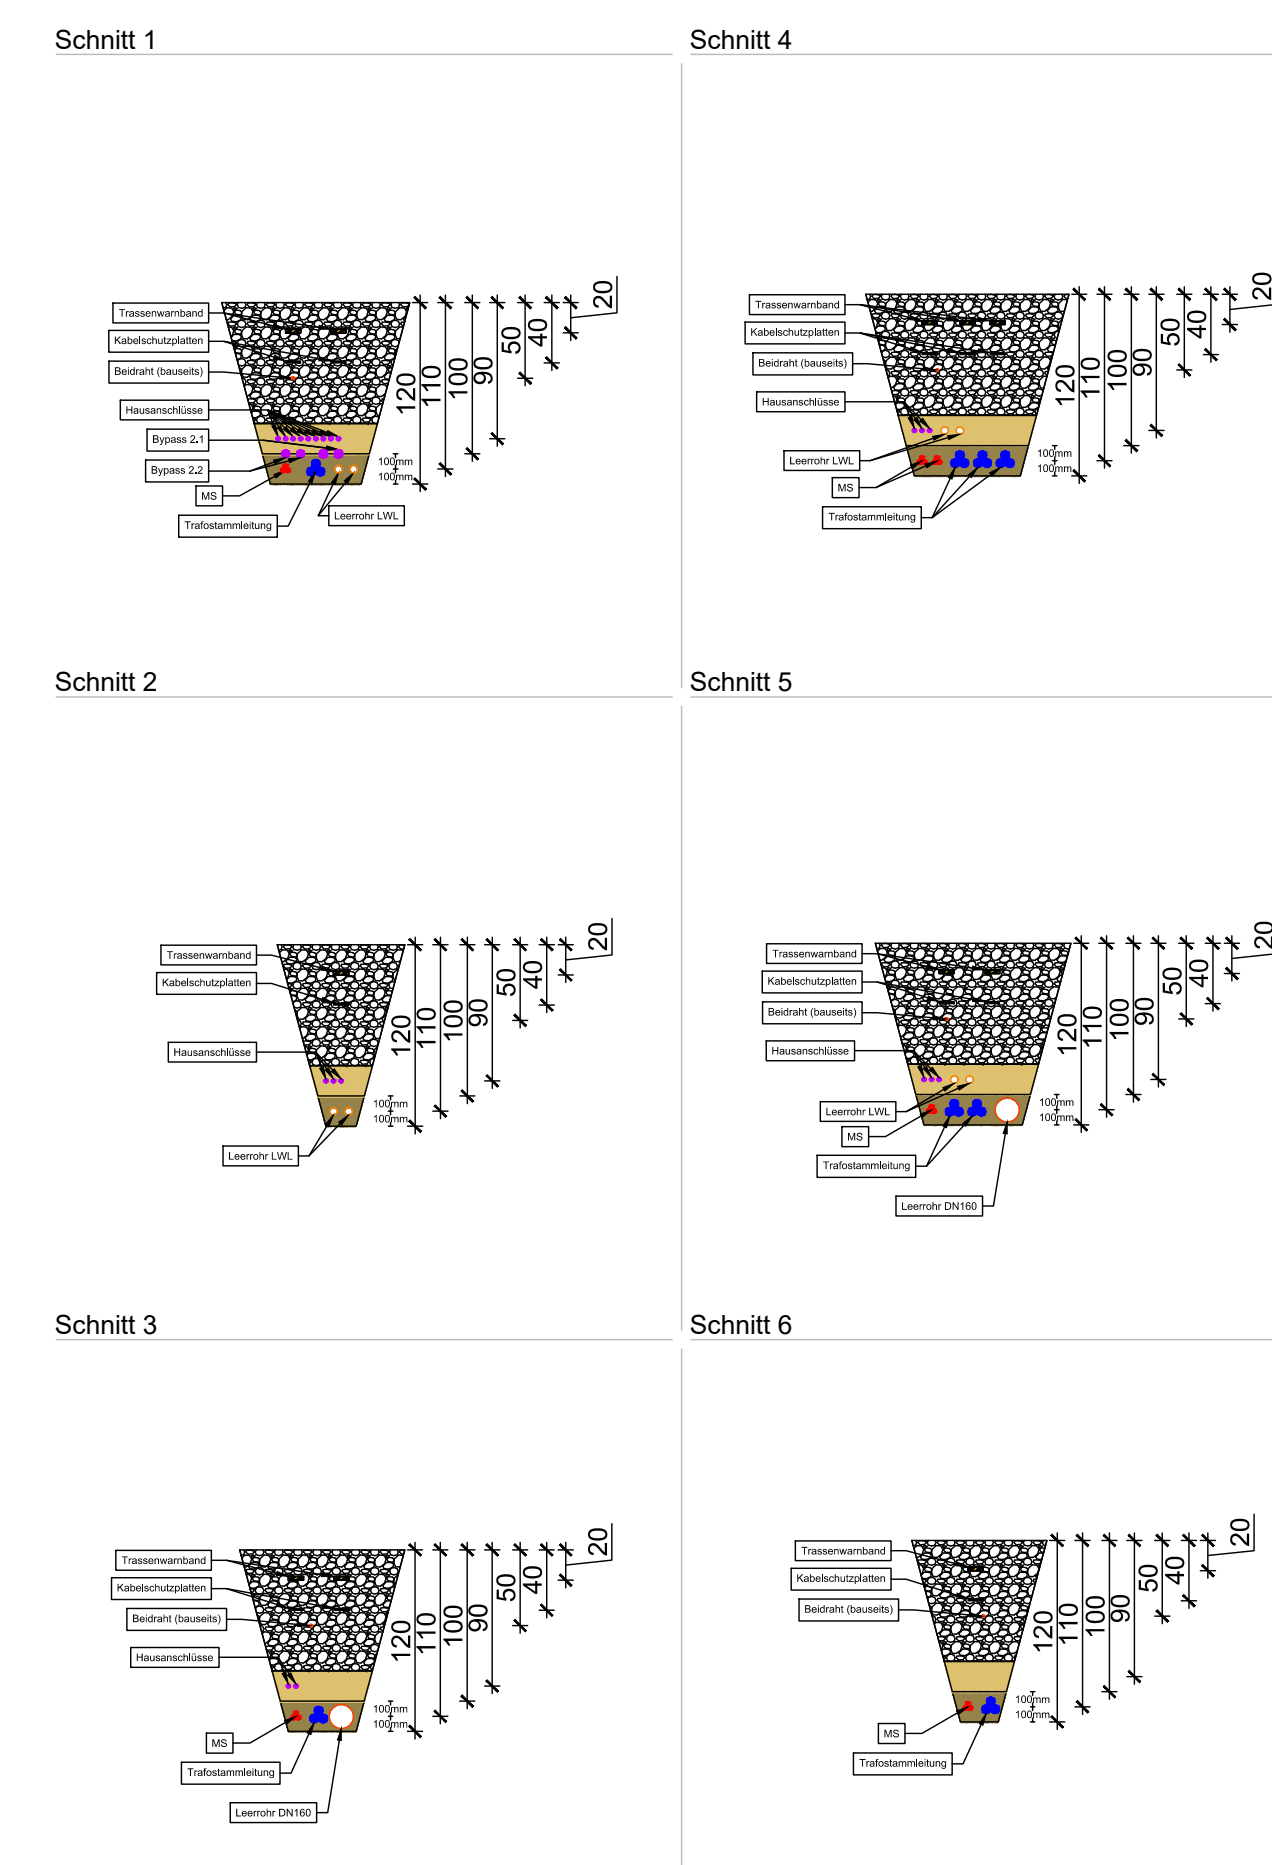 Schnitt 1
Trassenwarnband
Kabelschutzplatten
Beidraht (bauseits)
Hausanschlüsse
Bypass 2.1
Bypass 2.2
MS
Trafostammleitung
Leerrohr LWL
100mm
100mm
120
110
100
90
50
40
20
Schnitt 4
Trassenwarnband
Kabelschutzplatten
Beidraht (bauseits)
Hausanschlüsse
Leerrohr LWL
MS
Trafostammleitung
100mm
100mm
120
110
100
90
50
40
20
Schnitt 2
Trassenwarnband
Kabelschutzplatten
Hausanschlüsse
Leerrohr LWL
100mm
100mm
120
110
100
90
50
40
20
Schnitt 5
Trassenwarnband
Kabelschutzplatten
Beidraht (bauseits)
Hausanschlüsse
Leerrohr LWL
MS
Trafostammleitung
Leerrohr DN160
100mm
100mm
120
110
100
90
50
40
20
Schnitt 3
Trassenwarnband
Kabelschutzplatten
Beidraht (bauseits)
Hausanschlüsse
MS
Trafostammleitung
Leerrohr DN160
100mm
100mm
120
110
100
90
50
40
20
Schnitt 6
Trassenwarnband
Kabelschutzplatten
Beidraht (bauseits)
MS
Trafostammleitung
100mm
100mm
120
110
100
90
50
40
20